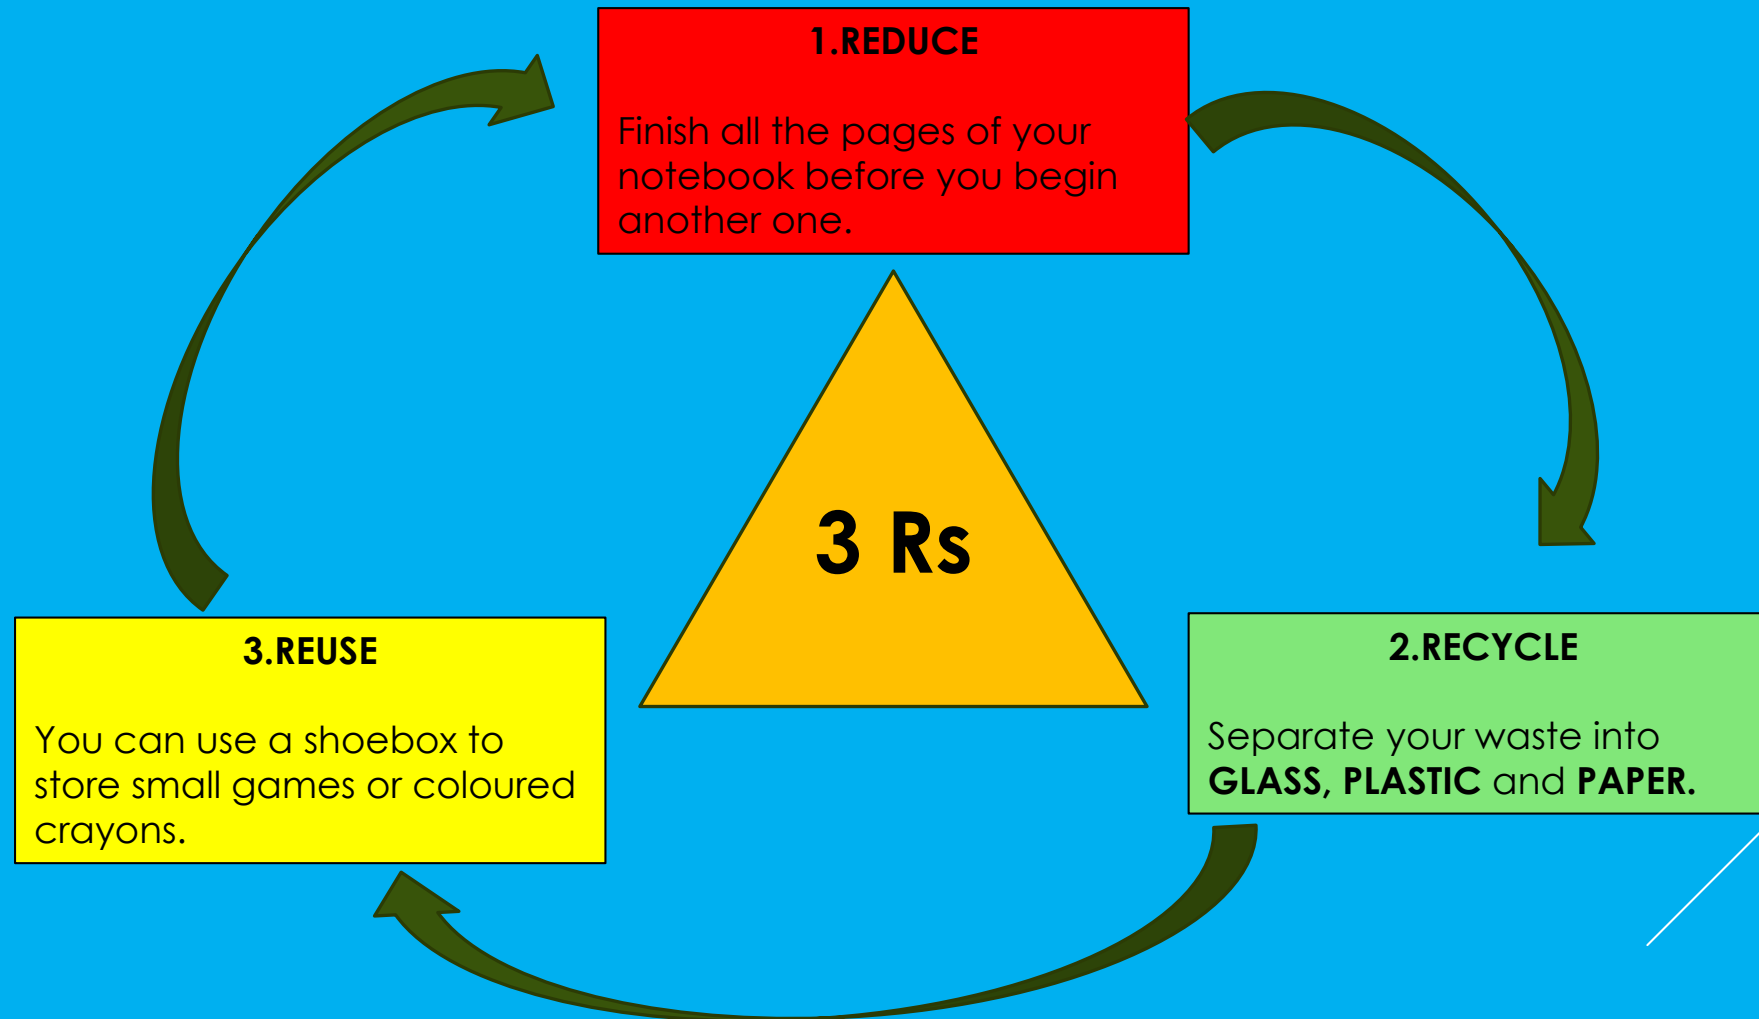 1.REDUCE
Finish all the pages of your
notebook before you begin
another one.
3 Rs
3.REUSE
You can use a shoebox to
store small games or coloured
crayons.
2.RECYCLE
Separate your waste into
GLASS, PLASTIC and PAPER.